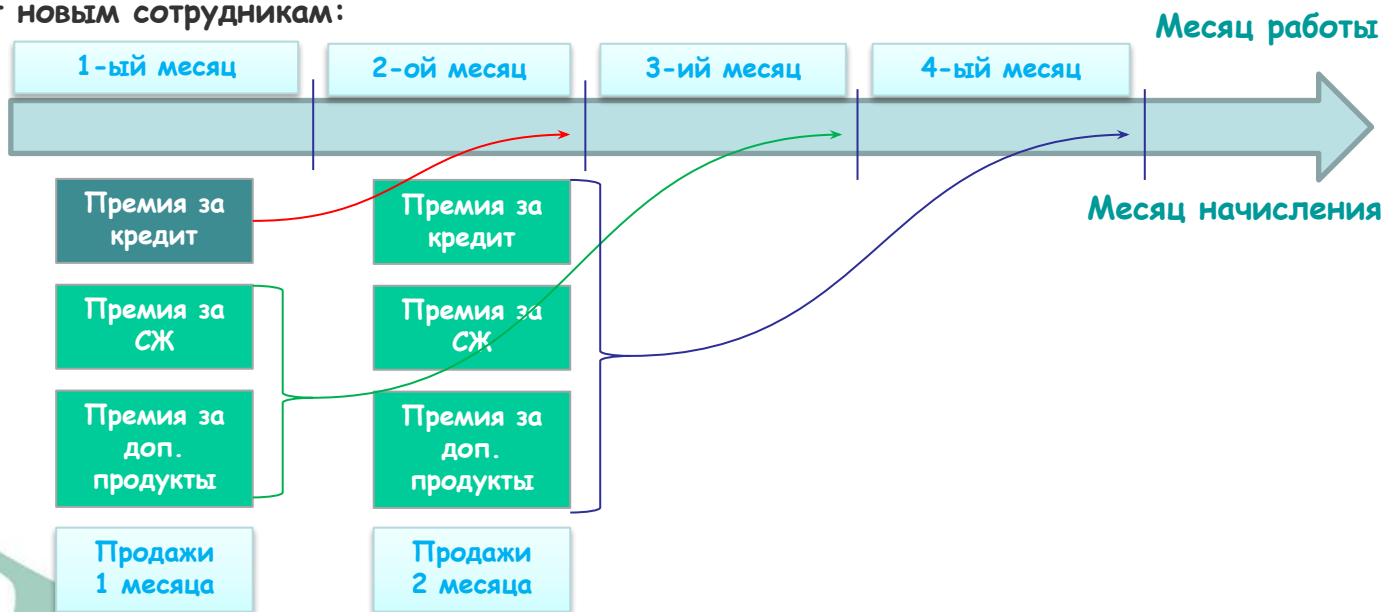 новым сотрудникам:
Месяц работы
1-ый месяц
2-ой месяц
3-ий месяц
4-ый месяц
Месяц начисления
Премия за
кредит
Премия за
СЖ
Премия за
доп.
продукты
Продажи
1 месяца
Премия за
кредит
Премия за
СЖ
Премия за
доп.
продукты
Продажи
2 месяца